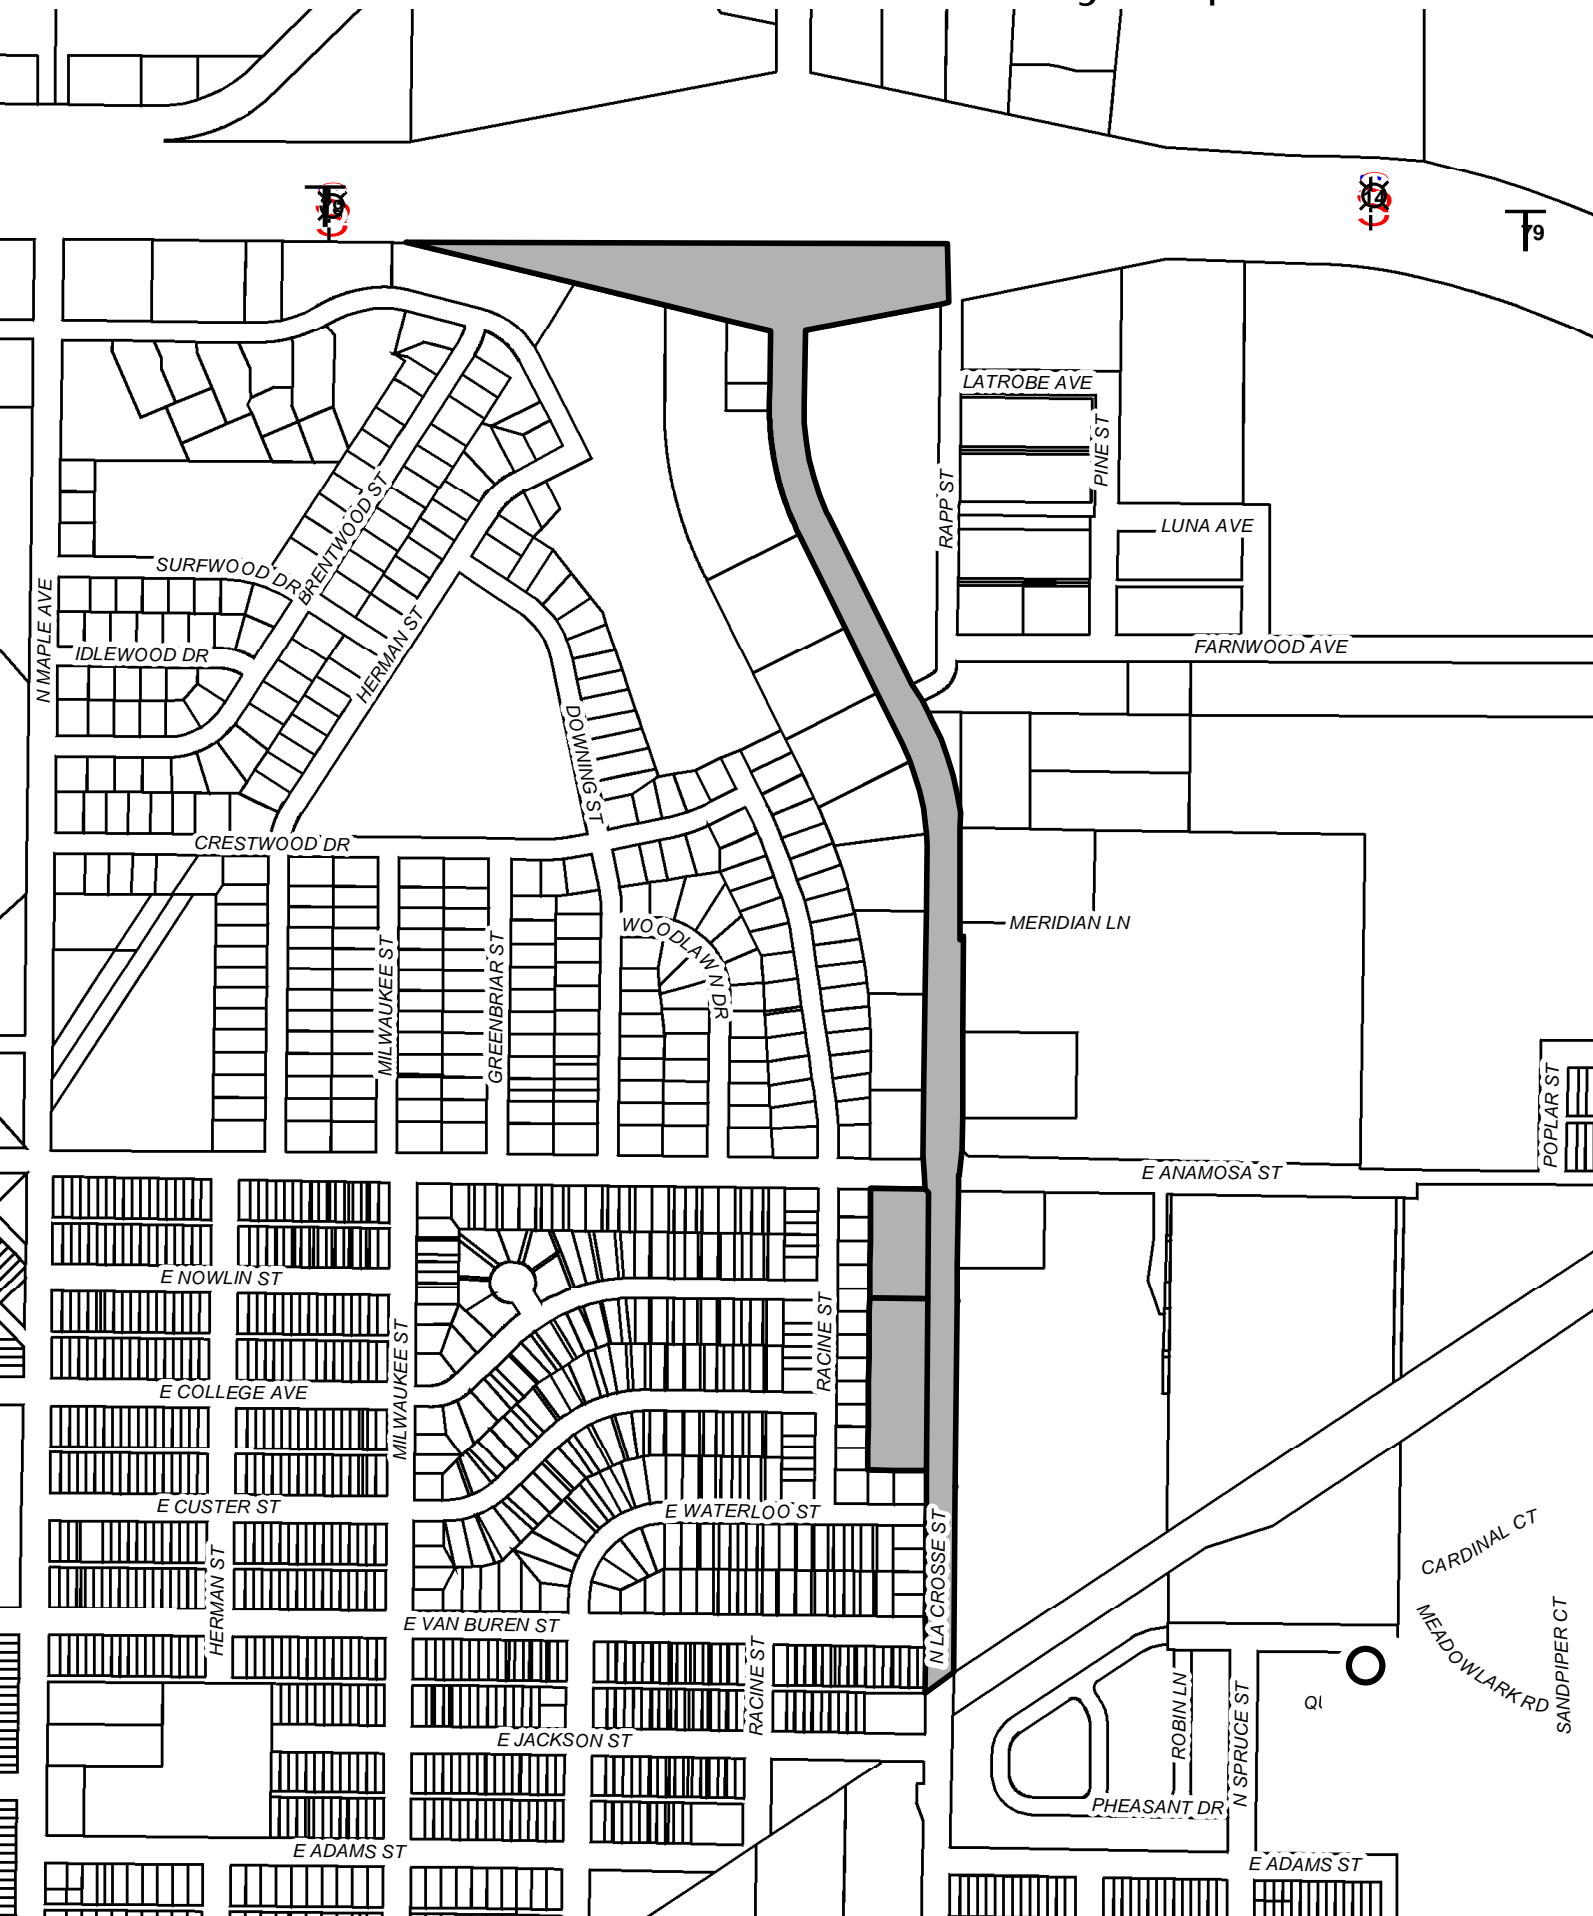 14
79
LATROBE AVE
PINE ST
RAPP ST
LUNA AVE
BRENTWOOD ST
SURFWOOD DR
N MAPLE AVE
HERMAN ST
IDLEWOOD DR
FARNWOOD AVE
DOWNING ST
CRESTWOOD DR
WOODLAWN DR
MERIDIAN LN
MILWAUKEE ST
GREENBRIAR ST
POPLAR ST
E ANAMOSA ST
E NOWLIN ST
RACINE ST
MILWAUKEE ST
E COLLEGE AVE
E CUSTER ST
E WATERLOO ST
N LA CROSSE ST
CARDINAL CT
HERMAN ST
E VAN BUREN ST
MEADOWLARK RD
SANDPIPER CT
RACINE ST
ROBIN LN
N SPRUCE ST
QU
E JACKSON ST
PHEASANT DR
E ADAMS ST
E ADAMS ST